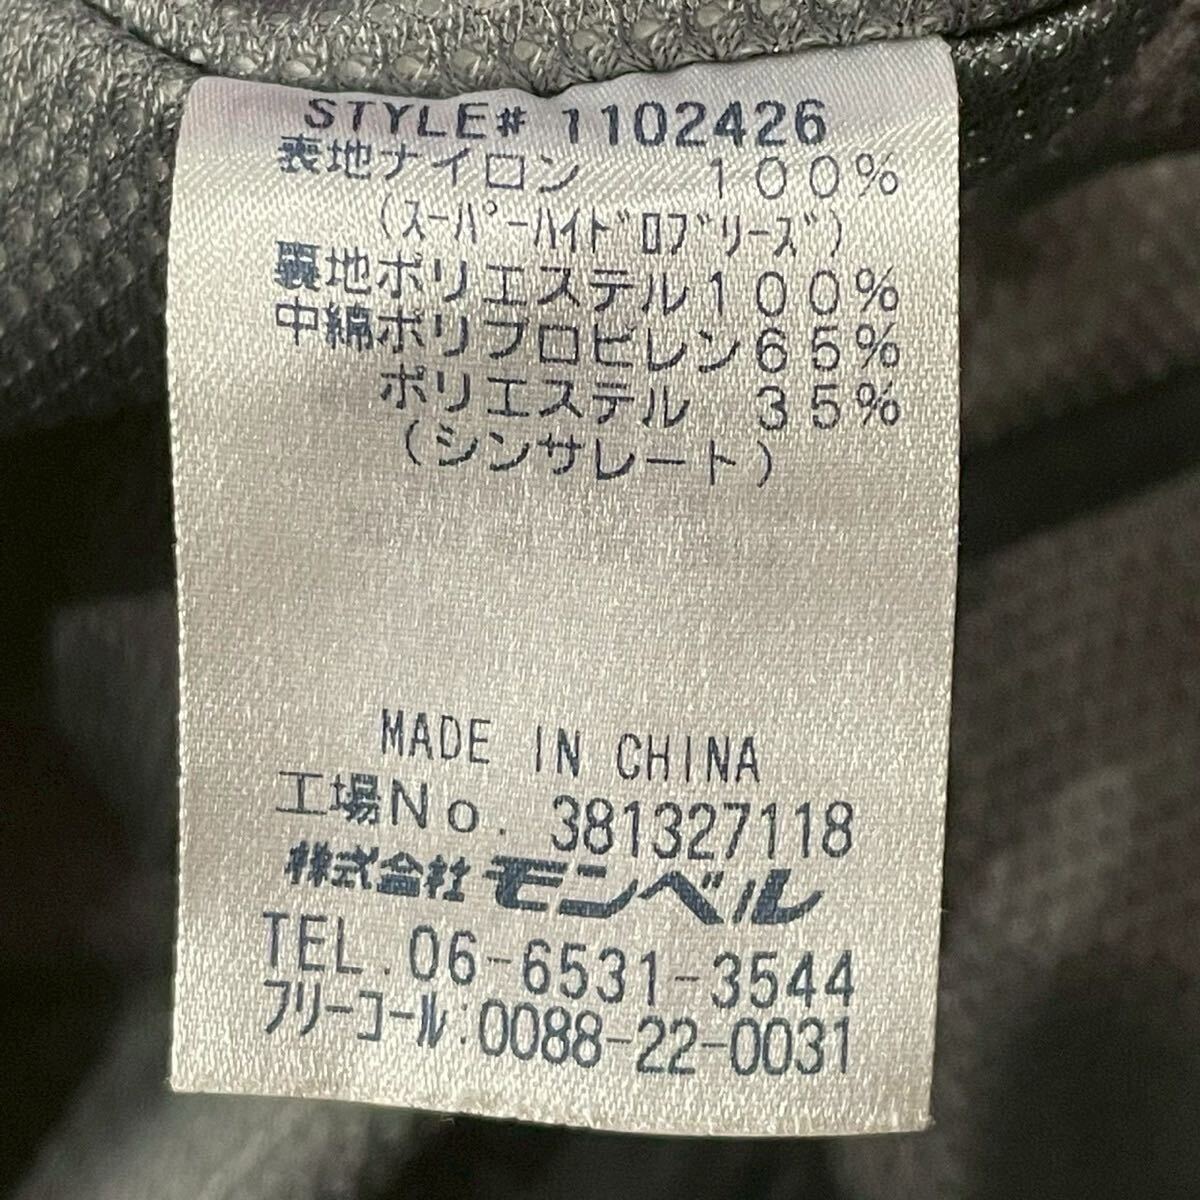 STYLE# 1102426
表地ナイロン 100%
(スーパーハイドロブリーズ)
裏地ポリエステル100%
中綿ポリプロピレン65%
ポリエステル 35%
(シンサレート)
MADE IN CHINA
工場No. 381327118
株式会社モンベル
TEL.06-6531-3544
フリーコール:0088-22-0031